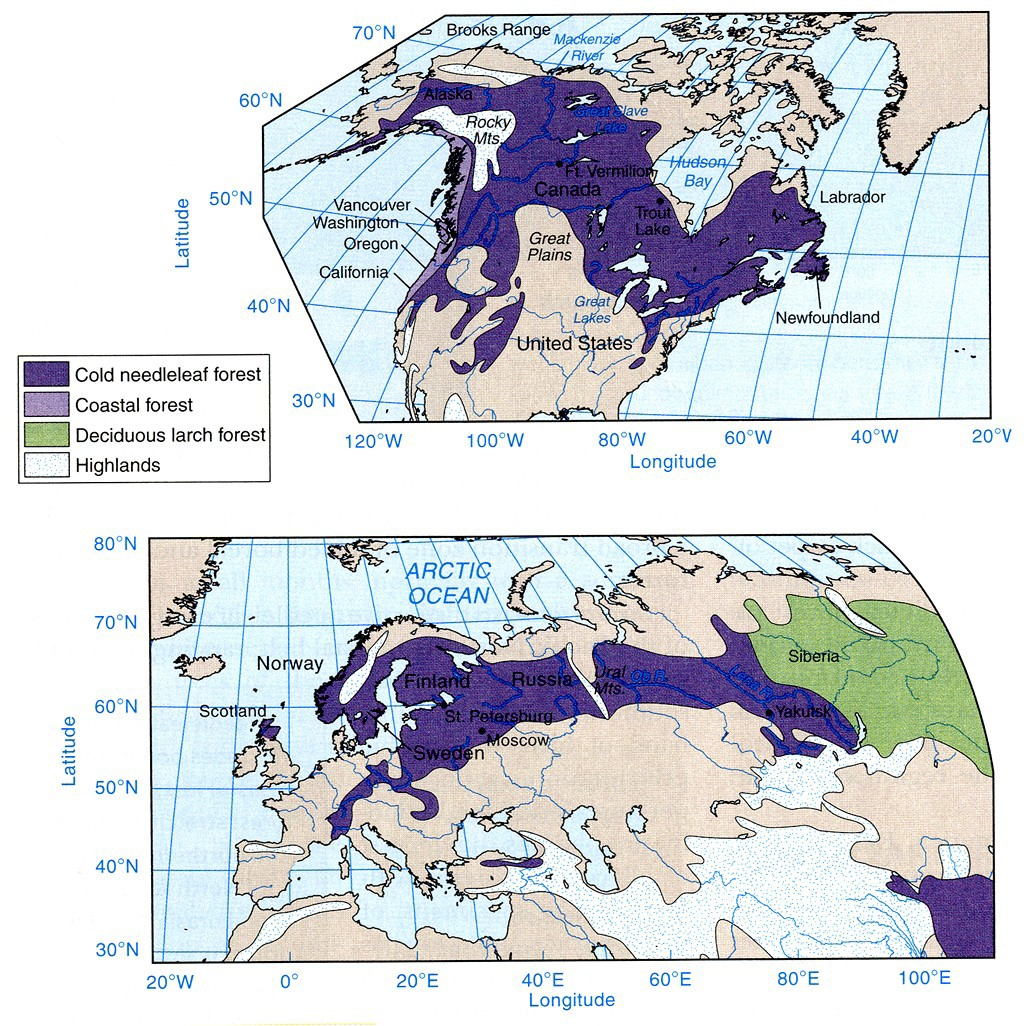 70°N
Brooks Range
Mackenzie
River
60°N
Alaska
Great Slave
Lake
Rocky
Mts.
Hudson
Bay
Ft. Vermilion
Canada
50°N
Labrador
Vancouver
Trout
Lake
Washington
Latitude
Oregon
Great
Plains
California
40°N
Great
Lakes
Newfoundland
United States
30°N
120°W
100°W
80°W
60°W
40°W
20°
Longitude
Cold needleleaf forest
Coastal forest
Deciduous larch forest
Highlands
80°N
ARCTIC
OCEAN
70°N
Norway
Siberia
Finland
Russia
Ural
Mts.
Ob R.
Lena R.
60°N
Scotland
St. Petersburg
Yakutsk
Moscow
Sweden
Latitude
50°N
40°N
30°N
20°W
0°
20°E
40°E
60°E
80°E
100°E
Longitude